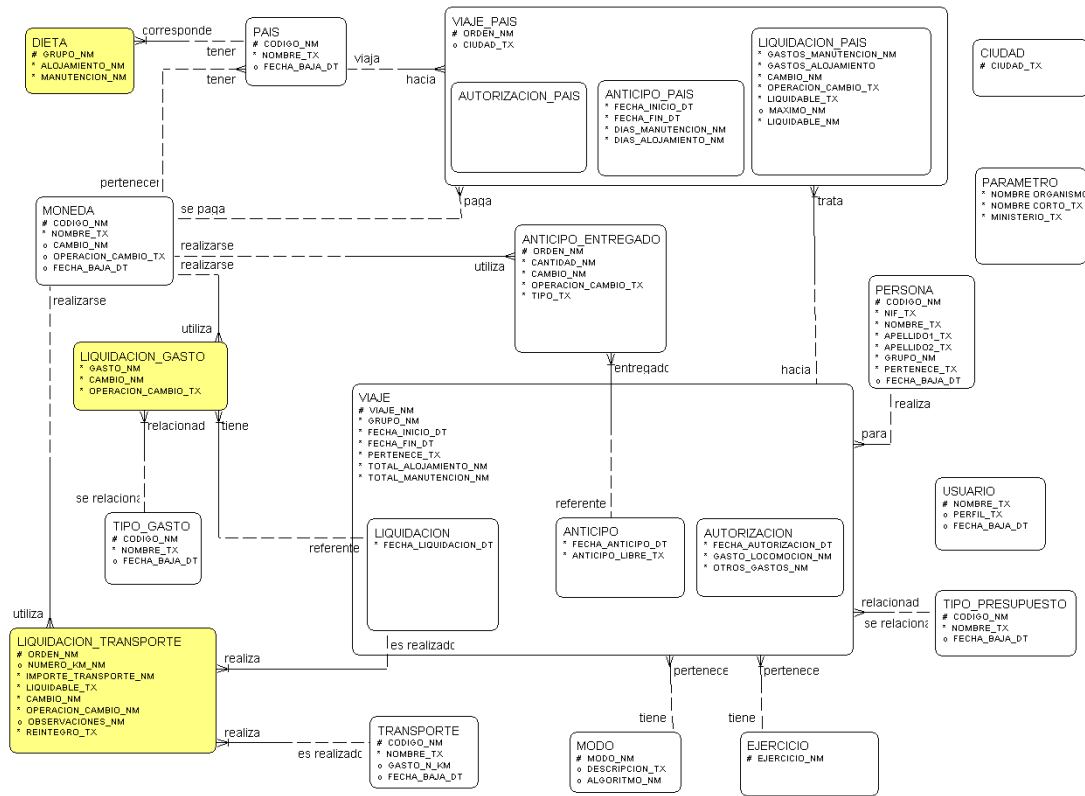 DIETA
# GRUPO_NM
* ALOJAMIENTO_NM
* MANUTENCION_NM
corresponde
tener
PAIS
# CODIGO_NM
* NOMBRE_TX
o FECHA_BAJA_DT
tener
viaja
hacia
VIAJE_PAIS
# ORDEN_NM
o CIUDAD_TX
AUTORIZACION_PAIS
ANTICIPO_PAIS
* FECHA_INICIO_DT
* FECHA_FIN_DT
* DIAS_MANUTENCION_NM
* DIAS_ALOJAMIENTO_NM
LIQUIDACION_PAIS
* GASTOS_MANUTENCION_NM
* GASTOS_ALOJAMIENTO
* CAMBIO_NM
* OPERACION_CAMBIO_TX
* LIQUIDABLE_TX
o MAXIMO_NM
* LIQUIDABLE_NM
CIUDAD
# CIUDAD_TX
PARAMETRO
* NOMBRE ORGANISMO
* NOMBRE CORTO_TX
* MINISTERIO_TX
pertenecer
se paga
paga
trata
MONEDA
# CODIGO_NM
* NOMBRE_TX
o CAMBIO_NM
o OPERACION_CAMBIO_TX
o FECHA_BAJA_DT
realizarse
realizarse
realizarse
utiliza
ANTICIPO_ENTREGADO
# ORDEN_NM
* CANTIDAD_NM
* CAMBIO_NM
* OPERACION_CAMBIO_TX
* TIPO_TX
PERSONA
# CODIGO_NM
* NIF_TX
* NOMBRE_TX
* APELLIDO1_TX
* APELLIDO2_TX
* GRUPO_NM
* PERTENECE_TX
o FECHA_BAJA_DT
utiliza
LIQUIDACION_GASTO
* GASTO_NM
* CAMBIO_NM
* OPERACION_CAMBIO_TX
entregado
hacia
realiza
para
relacionad
tiene
VIAJE
# VIAJE_NM
* GRUPO_NM
* FECHA_INICIO_DT
* FECHA_FIN_DT
* PERTENECE_TX
* TOTAL_ALOJAMIENTO_NM
* TOTAL_MANUTENCION_NM
se relaciona
referente
TIPO_GASTO
# CODIGO_NM
* NOMBRE_TX
o FECHA_BAJA_DT
referente
LIQUIDACION
* FECHA_LIQUIDACION_DT
ANTICIPO
* FECHA_ANTICIPO_DT
* ANTICIPO_LIBRE_TX
AUTORIZACION
* FECHA_AUTORIZACION_DT
* GASTO_LOCOMOCION_NM
* OTROS_GASTOS_NM
USUARIO
# NOMBRE_TX
o PERFIL_TX
o FECHA_BAJA_DT
relacionad
se relaciona
TIPO_PRESUPUESTO
# CODIGO_NM
* NOMBRE_TX
o FECHA_BAJA_DT
utiliza
LIQUIDACION_TRANSPORTE
# ORDEN_NM
o NUMERO_KM_NM
* IMPORTE_TRANSPORTE_NM
* LIQUIDABLE_TX
* CAMBIO_NM
* OPERACION_CAMBIO_NM
o OBSERVACIONES_NM
* REINTEGRO_TX
es realizado
realiza
realiza
es realizado
TRANSPORTE
# CODIGO_NM
* NOMBRE_TX
o GASTO_N_KM
o FECHA_BAJA_DT
pertenece
pertenece
tiene
tiene
MODO
# MODO_NM
o DESCRIPCION_TX
o ALGORITMO_NM
EJERCICIO
# EJERCICIO_NM